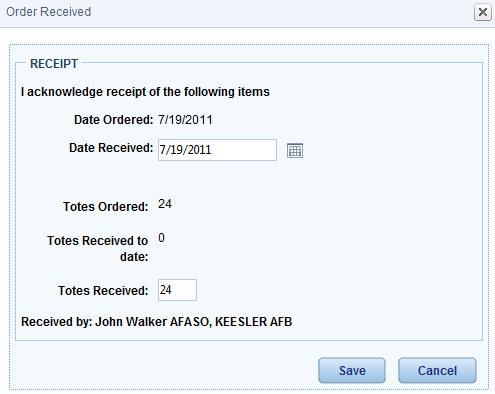 Order Received
RECEIPT
I acknowledge receipt of the following items
Date Ordered: 7/19/2011
Date Received: 7/19/2011
Totes Ordered: 24
Totes Received to date: 0
Totes Received: 24
Received by: John Walker AFASO, KEESLER AFB
Save Cancel